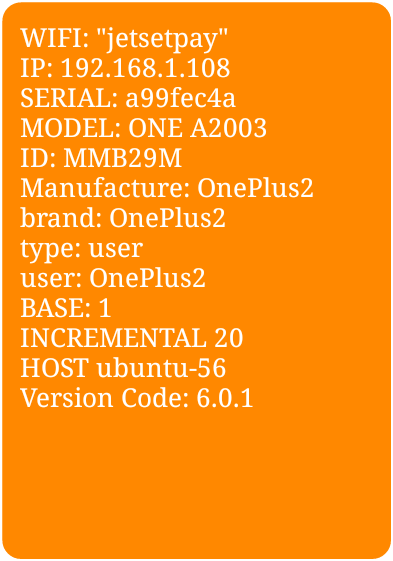 WIFI: "jetsetpay"
IP: 192.168.1.108
SERIAL: a99fec4a
MODEL: ONE A2003
ID: MMB29M
Manufacture: OnePlus2
brand: OnePlus2
type: user
user: OnePlus2
BASE: 1
INCREMENTAL 20
HOST ubuntu-56
Version Code: 6.0.1